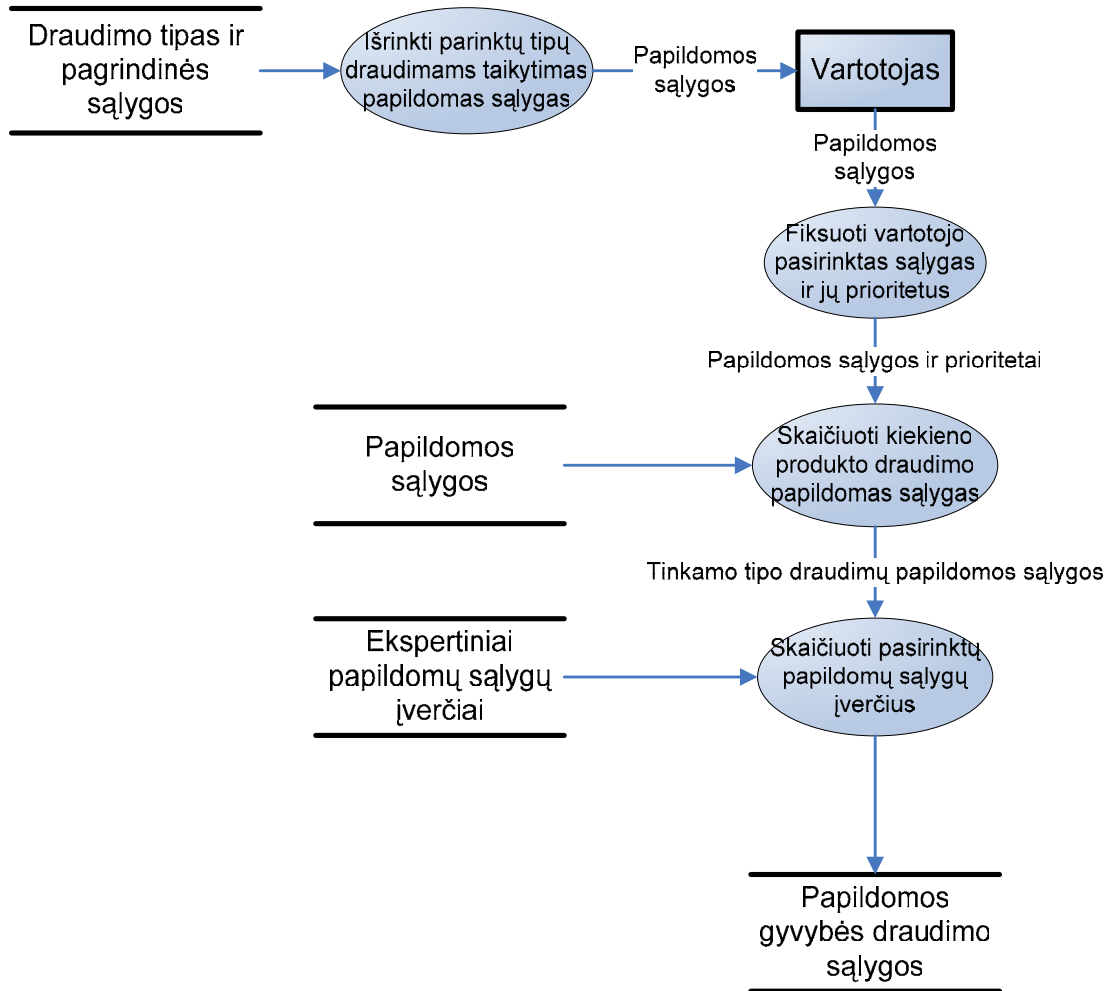 Draudimo tipas ir
pagrindinės
sąlygos
Išrinkti parinktų tipų
draudimams taikytimas
papildomas sąlygas
Papildomos
sąlygos
Vartotojas
Papildomos
sąlygos
Fiksuoti vartotojo
pasirinktas sąlygas
ir jų prioritetus
Papildomos sąlygos ir prioritetai
Papildomos
sąlygos
Skaičiuoti kiekieno
produkto draudimo
papildomas sąlygas
Tinkamo tipo draudimų papildomos sąlygos
Ekspertiniai
papildomų sąlygų
įverčiai
Skaičiuoti pasirinktų
papildomų sąlygų
įverčius
Papildomos
gyvybės draudimo
sąlygos